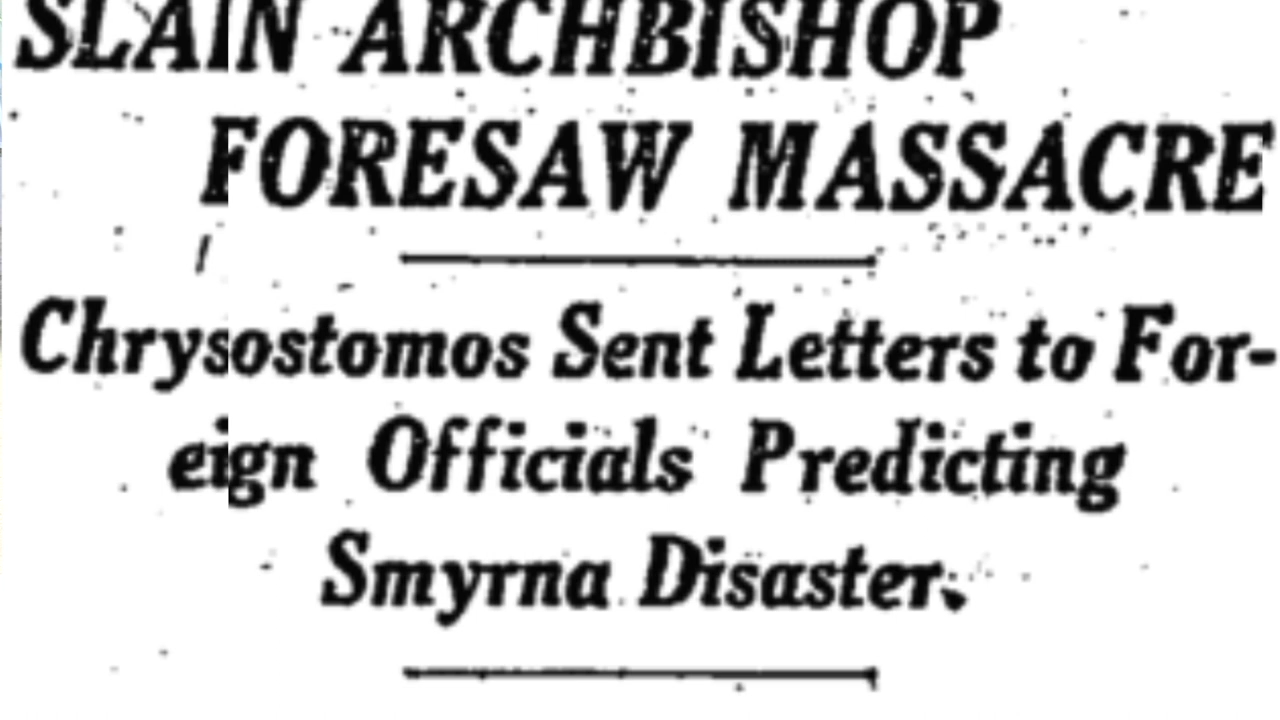 SLAIN ARCHBISHOP
FORESAW MASSACRE
Chrysostomos Sent Letters to For-
eign Officials Predicting
Smyrna Disaster.